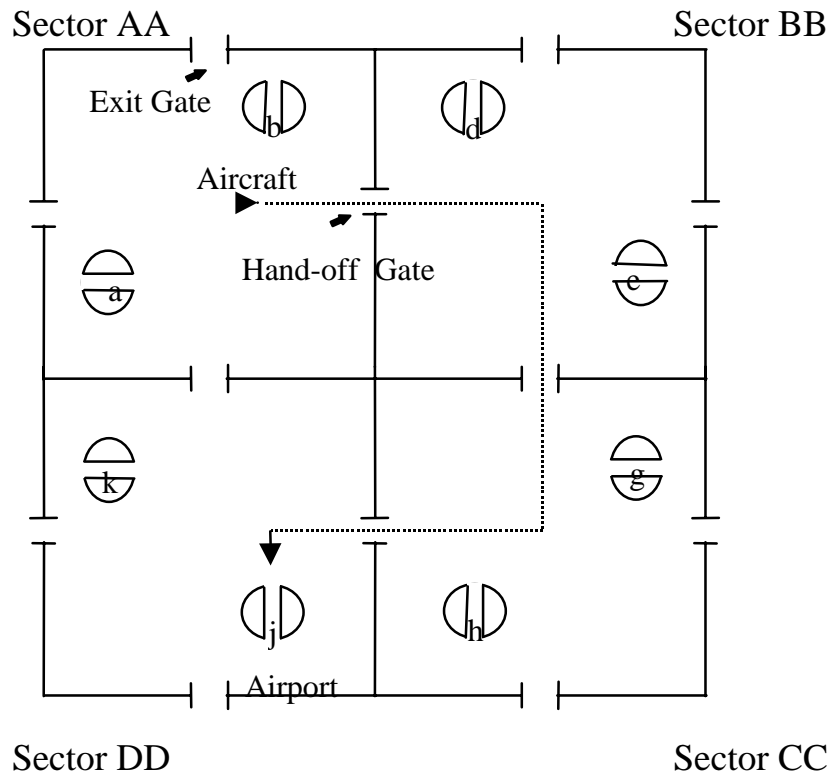 Sector AA
Sector BB
Exit Gate
b
d
Aircraft
Hand-off Gate
a
e
k
g
j
h
Airport
Sector DD
Sector CC